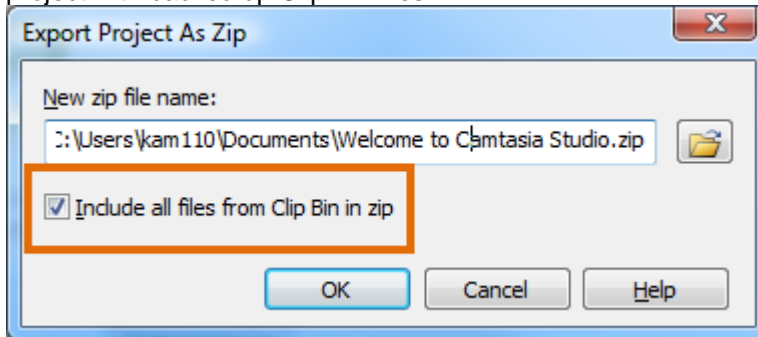 Export Project As Zip
New zip file name:
C:\Users\kam110\Documents\Welcome to Camtasia Studio.zip
Include all files from Clip Bin in zip
OK Cancel Help